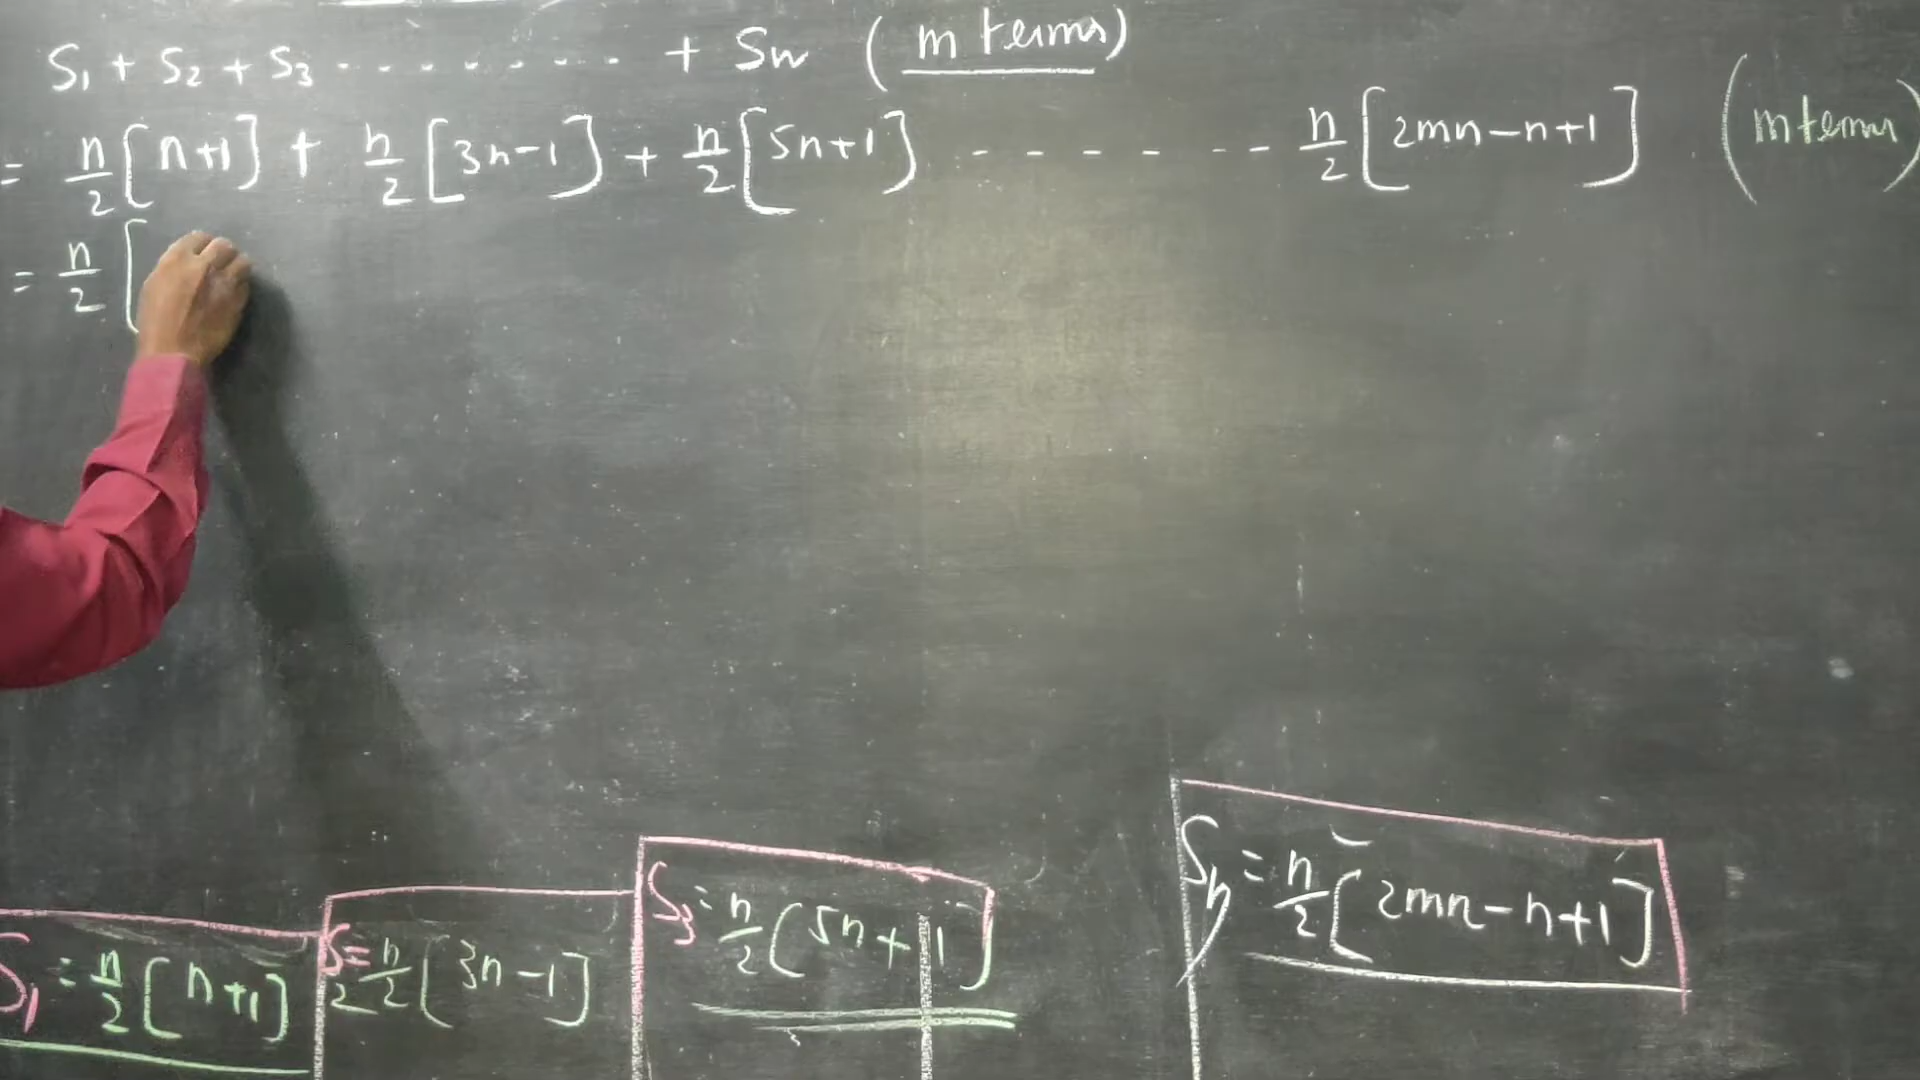 S₁ + S₂ + S₃ - - - - - - - - + Sn ( m terms )
= n/2 [ n+1 ] + n/2 [ 3n-1 ] + n/2 [ 5n+1 ] - - - - - - - n/2 [ 2mn-n+1 ] ( m terms )
= n/2 [
S₁ = n/2 [ n+1 ]
S₂ = n/2 [ 3n-1 ]
S₃ = n/2 [ 5n+1 ]
Sn = n/2 [ 2mn-n+1 ]